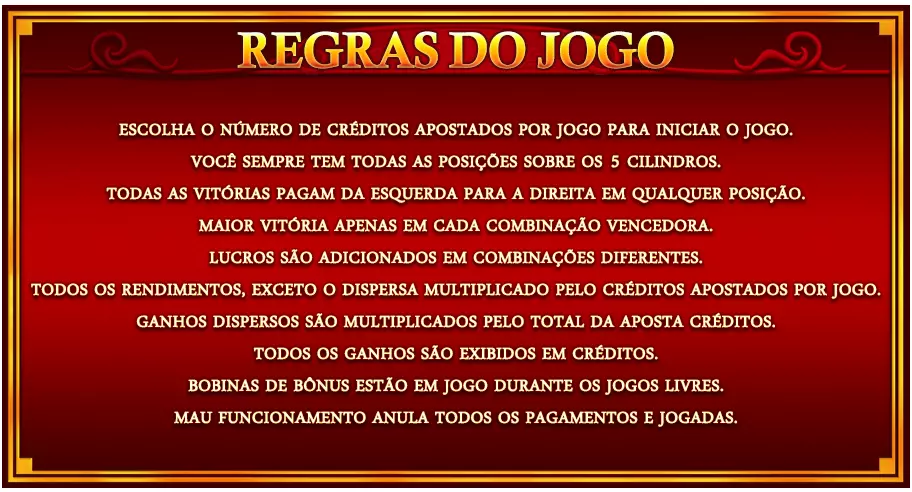 REGRAS DO JOGO
ESCOLHA O NÚMERO DE CRÉDITOS APOSTADOS POR JOGO PARA INICIAR O JOGO.
VOCÊ SEMPRE TEM TODAS AS POSIÇÕES SOBRE OS 5 CILINDROS.
TODAS AS VITÓRIAS PAGAM DA ESQUERDA PARA A DIREITA EM QUALQUER POSIÇÃO.
MAIOR VITÓRIA APENAS EM CADA COMBINAÇÃO VENCEDORA.
LUCROS SÃO ADICIONADOS EM COMBINAÇÕES DIFERENTES.
TODOS OS RENDIMENTOS, EXCETO O DISPERSA MULTIPLICADO PELO CRÉDITOS APOSTADOS POR JOGO.
GANHOS DISPERSOS SÃO MULTIPLICADOS PELO TOTAL DA APOSTA CRÉDITOS.
TODOS OS GANHOS SÃO EXIBIDOS EM CRÉDITOS.
BOBINAS DE BÔNUS ESTÃO EM JOGO DURANTE OS JOGOS LIVRES.
MAU FUNCIONAMENTO ANULA TODOS OS PAGAMENTOS E JOGADAS.